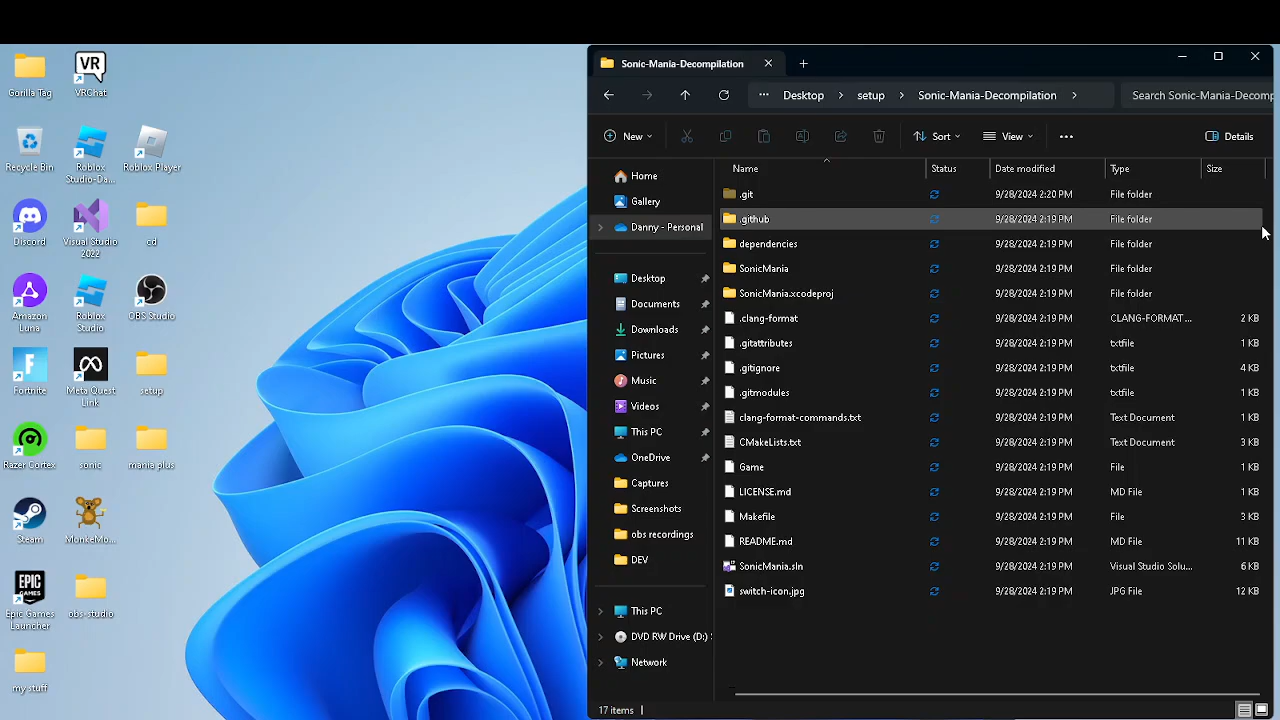 Gorilla Tag
VR
VRChat
Recycle Bin
Roblox
Studio-Da...
Roblox Player
Discord
Visual Studio
2022
cd
Amazon
Luna
Roblox
Studio
OBS Studio
Fortnite
Meta Quest
Link
setup
Razer Cortex
sonic
mania plus
Steam
MonkeMo...
EPIC
GAMES
Epic Games
Launcher
obs-studio
my stuff
Sonic-Mania-Decompilation
Desktop
setup
Sonic-Mania-Decompilation
Search Sonic-Mania-Decomp
New
Sort
View
Details
Home
Gallery
Danny - Personal
Desktop
Documents
Downloads
Pictures
Music
Videos
This PC
OneDrive
Captures
Screenshots
obs recordings
DEV
This PC
DVD RW Drive (D:)
Network
Name Status Date modified Type Size
.git 9/28/2024 2:20 PM File folder
.github 9/28/2024 2:19 PM File folder
dependencies 9/28/2024 2:19 PM File folder
SonicMania 9/28/2024 2:19 PM File folder
SonicMania.xcodeproj 9/28/2024 2:19 PM File folder
.clang-format 9/28/2024 2:19 PM CLANG-FORMAT... 2 KB
.gitattributes 9/28/2024 2:19 PM txtfile 1 KB
.gitignore 9/28/2024 2:19 PM txtfile 4 KB
.gitmodules 9/28/2024 2:19 PM txtfile 1 KB
clang-format-commands.txt 9/28/2024 2:19 PM Text Document 1 KB
CMakeLists.txt 9/28/2024 2:19 PM Text Document 3 KB
Game 9/28/2024 2:19 PM File 1 KB
LICENSE.md 9/28/2024 2:19 PM MD File 1 KB
Makefile 9/28/2024 2:19 PM File 3 KB
README.md 9/28/2024 2:19 PM MD File 11 KB
SonicMania.sln 9/28/2024 2:19 PM Visual Studio Solu... 6 KB
switch-icon.jpg 9/28/2024 2:19 PM JPG File 12 KB
17 items